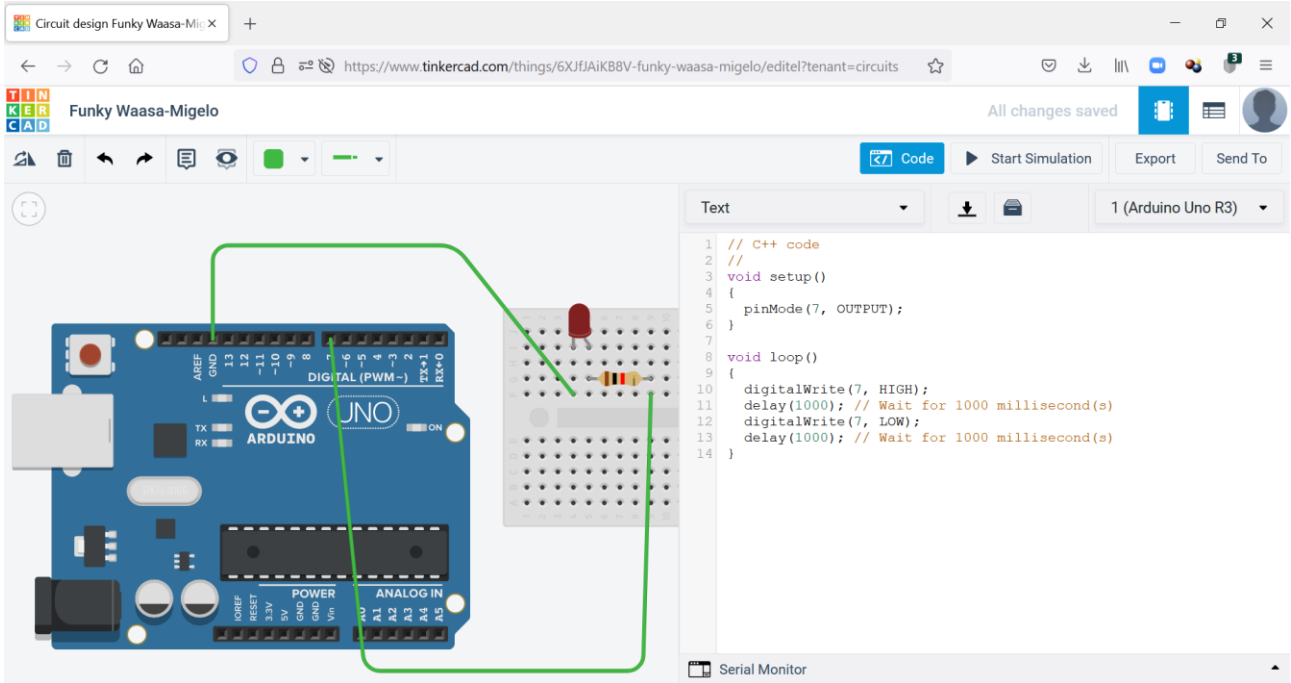 Circuit design Funky Waasa-Mig
https://www.tinkercad.com/things/6XJfJAiKB8V-funky-waasa-migelo/editel?tenant=circuits
3
TIN
KER
CAD
Funky Waasa-Migelo
All changes saved
Code
Start Simulation
Export
Send To
Text
1 (Arduino Uno R3)
1 // C++ code
2 //
3 void setup()
4 {
5 pinMode(7, OUTPUT);
6 }
7
8 void loop()
9 {
10 digitalWrite(7, HIGH);
11 delay(1000); // Wait for 1000 millisecond(s)
12 digitalWrite(7, LOW);
13 delay(1000); // Wait for 1000 millisecond(s)
14 }
AREF
GND
13
12
~11
~10
~9
8
7
~6
~5
4
~3
2
TX→1
RX←0
DIGITAL (PWM~)
L
TX
RX
ARDUINO
UNO
ON
POWER
ANALOG IN
IOREF
RESET
3.3V
5V
GND
GND
Vin
A0
A1
A2
A3
A4
A5
Serial Monitor